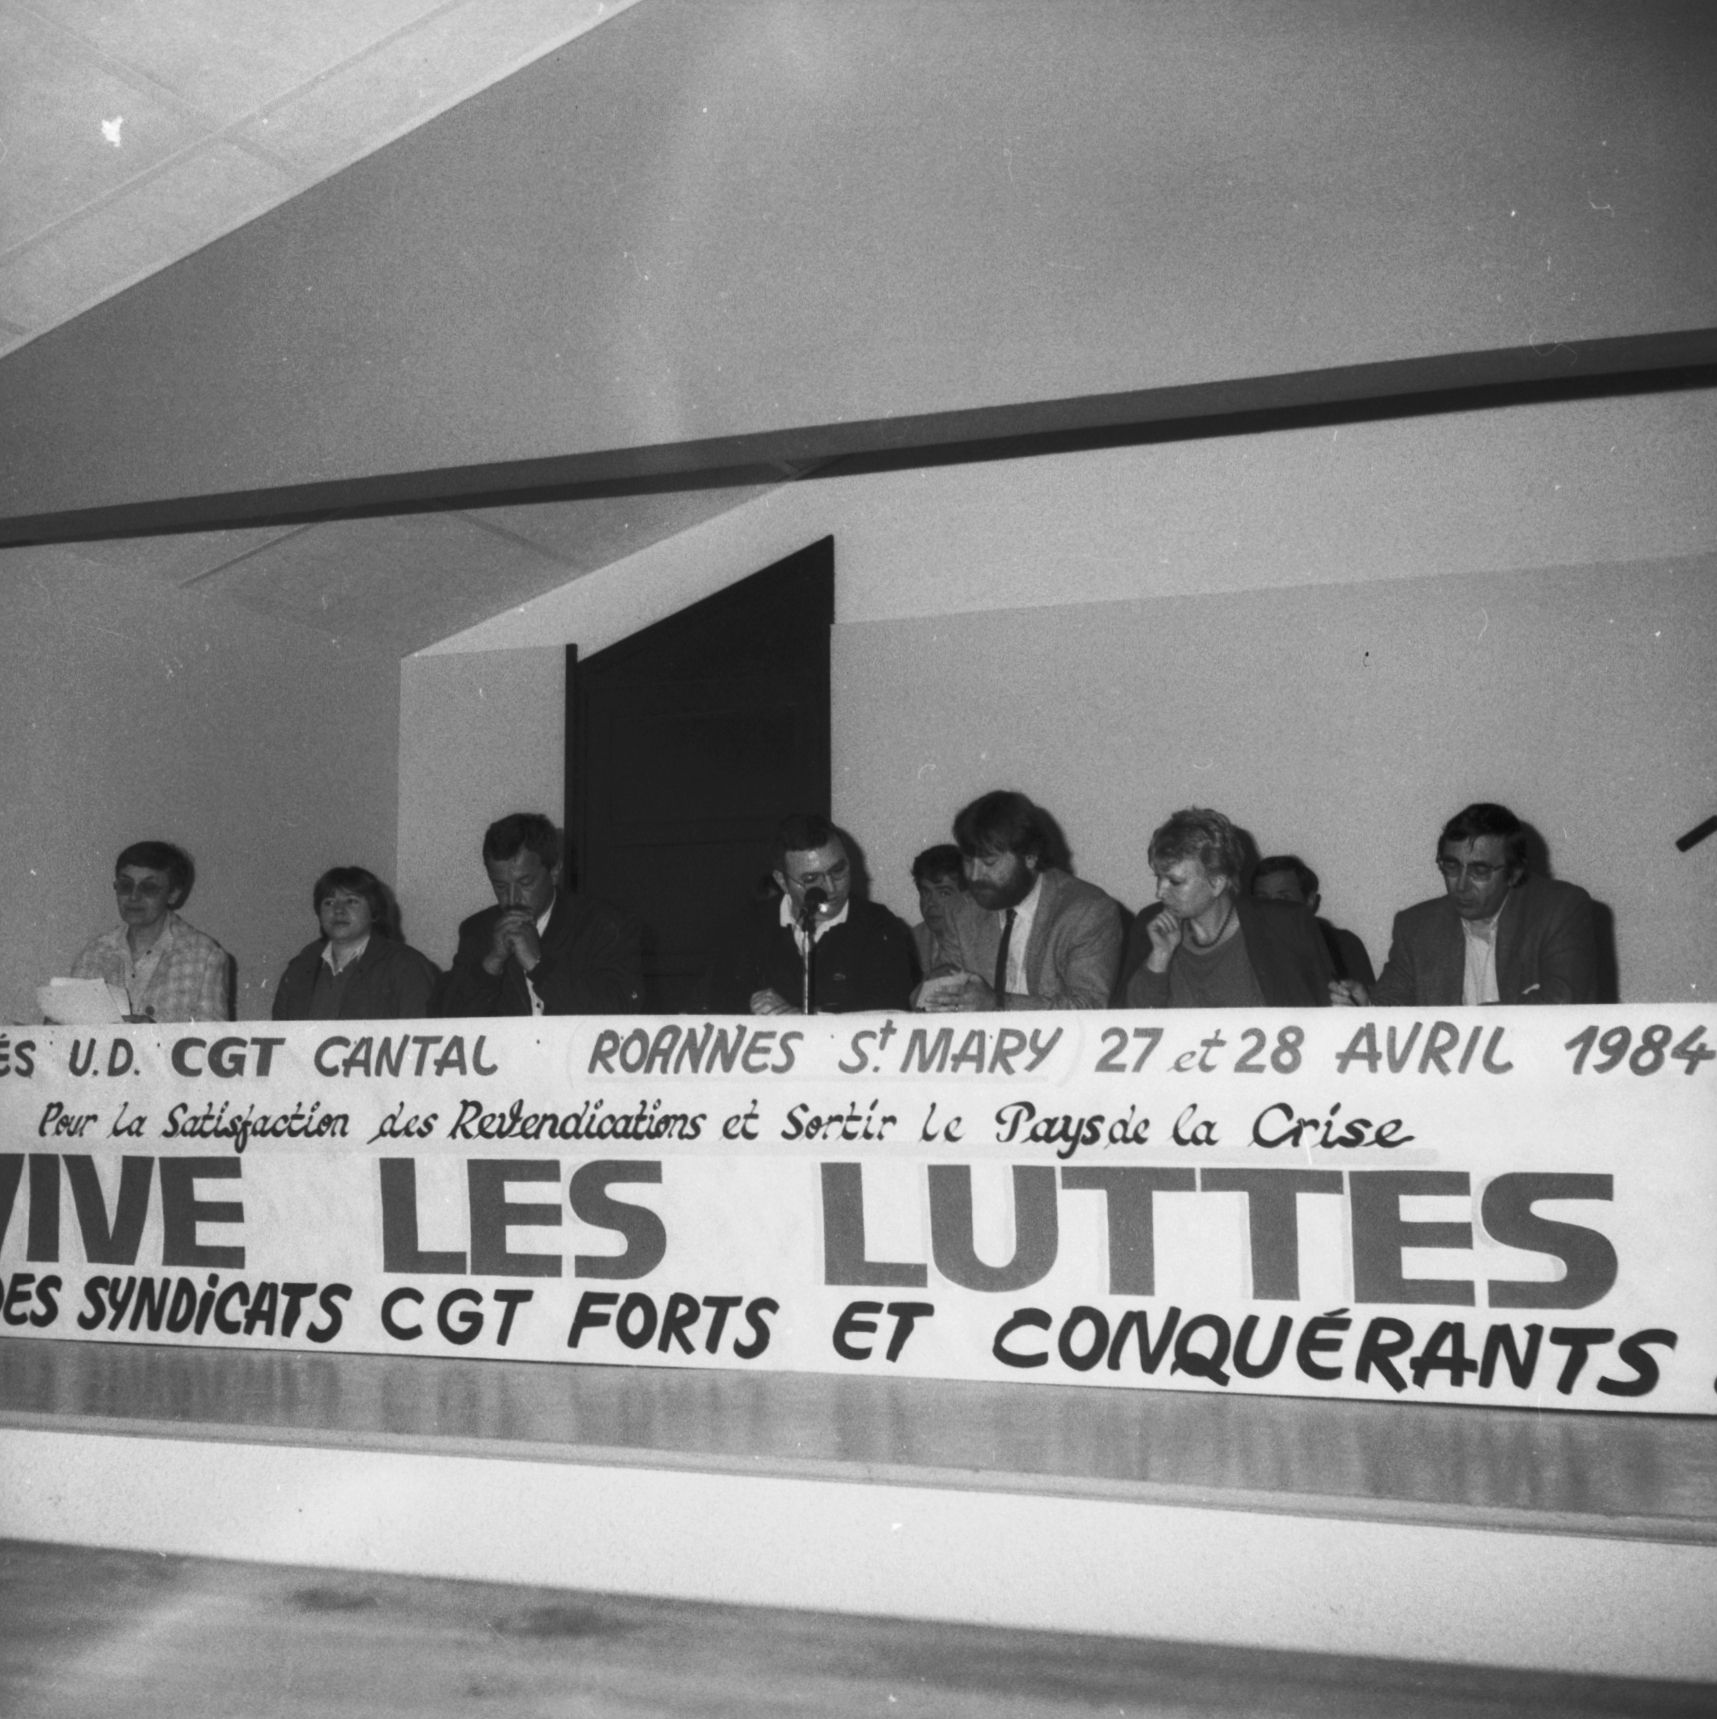 ÉS U.D. CGT CANTAL ROANNES St. MARY 27 et 28 AVRIL 1984
Pour la Satisfaction des Revendications et Sortir le Pays de la Crise
VIVE LES LUTTES
DES SYNDICATS CGT FORTS ET CONQUÉRANTS